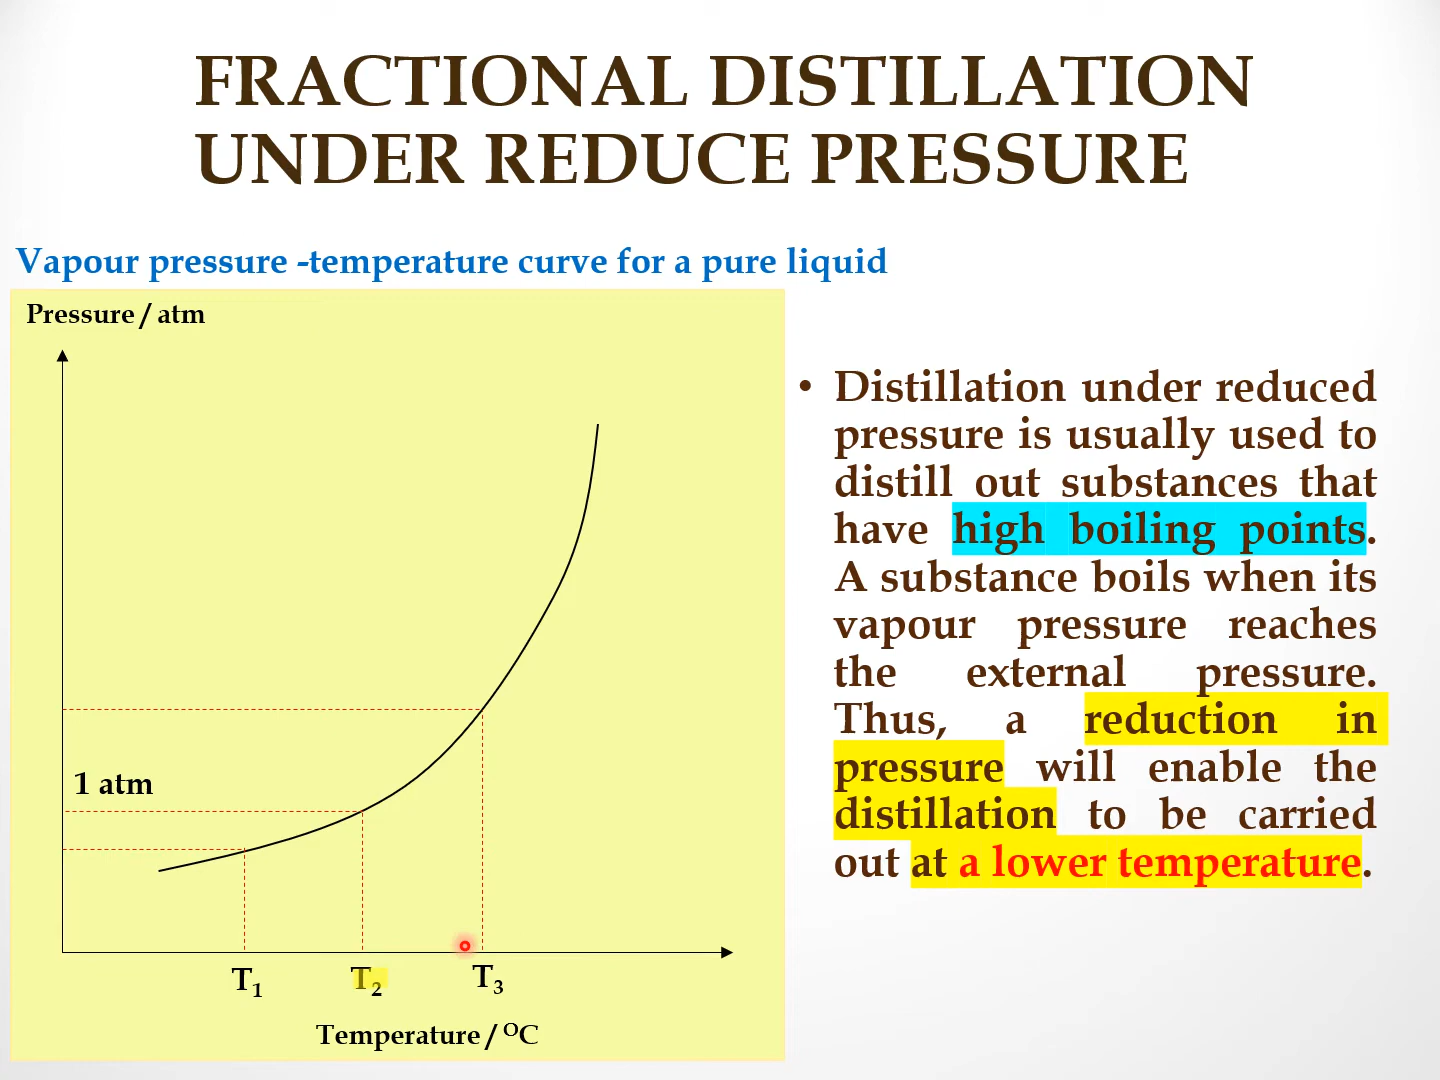 FRACTIONAL DISTILLATION
UNDER REDUCE PRESSURE
Vapour pressure -temperature curve for a pure liquid
Pressure / atm
1 atm
T₁ T₂ T₃
Temperature / ᴼC
• Distillation under reduced
pressure is usually used to
distill out substances that
have high boiling points.
A substance boils when its
vapour pressure reaches
the external pressure.
Thus, a reduction in
pressure will enable the
distillation to be carried
out at a lower temperature.